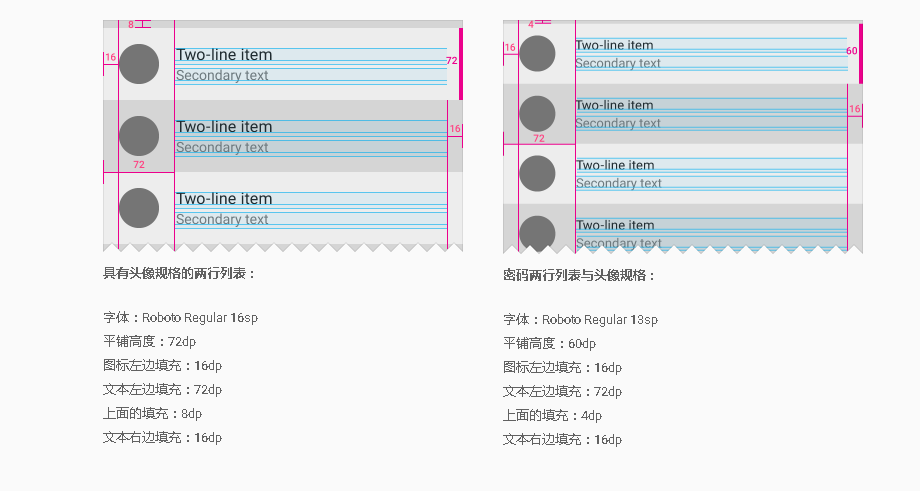 8
16
Two-line item
72
Secondary text
Two-line item
16
Secondary text
72
Two-line item
Secondary text
具有头像规格的两行列表：
字体：Roboto Regular 16sp
平铺高度：72dp
图标左边填充：16dp
文本左边填充：72dp
上面的填充：8dp
文本右边填充：16dp
4
16
Two-line item
60
Secondary text
Two-line item
16
Secondary text
72
Two-line item
Secondary text
Two-line item
Secondary text
密码两行列表与头像规格：
字体：Roboto Regular 13sp
平铺高度：60dp
图标左边填充：16dp
文本左边填充：72dp
上面的填充：4dp
文本右边填充：16dp